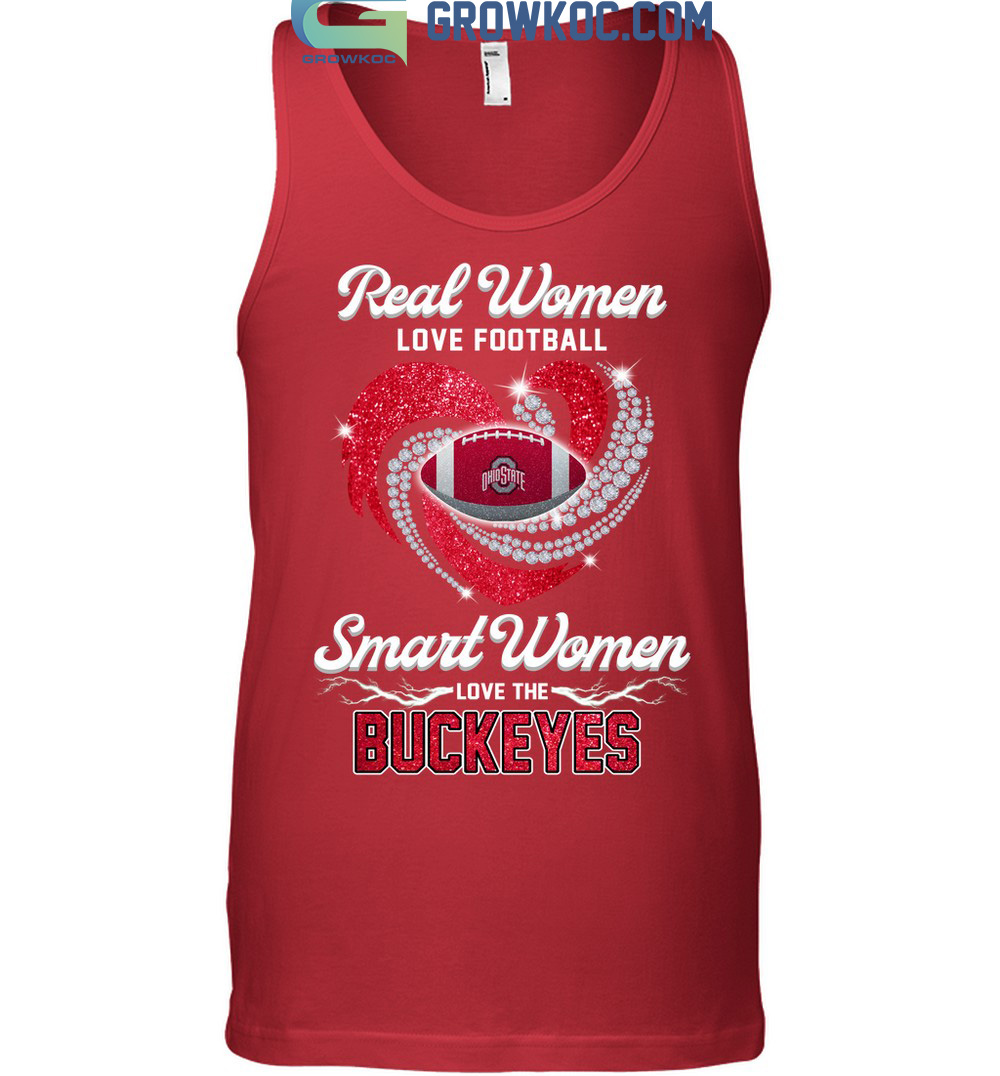 GROWKOC.COM
GROWKOC
Real Women
LOVE FOOTBALL
OHIO STATE
Smart Women
LOVE THE
BUCKEYES